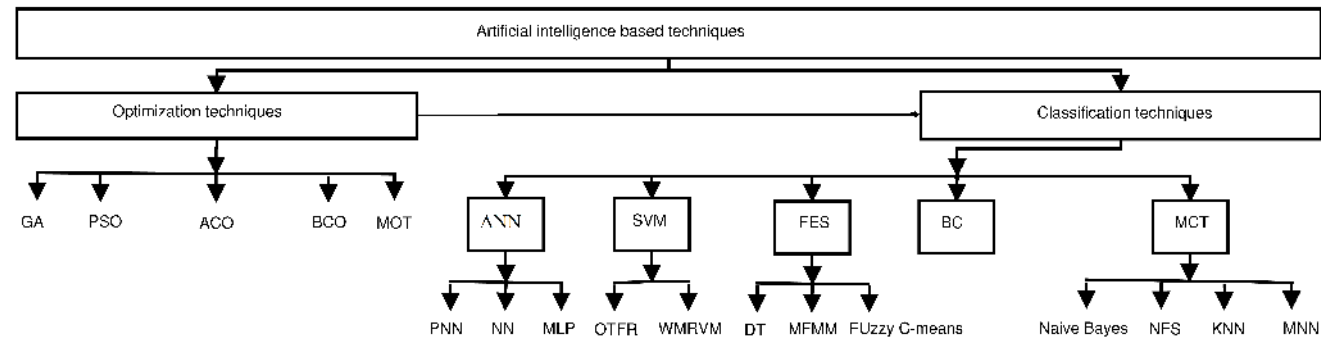 Artificial intelligence based techniques
Optimization techniques
Classification techniques
GA
PSO
ACO
BCO
MOT
ANN
SVM
FES
BC
MCT
PNN
NN
MLP
OTFR
WMRVM
DT
MFMM
FUzzy C-means
Naive Bayes
NFS
KNN
MNN